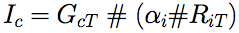 I_c = G_{cT} # (α_i#R_{iT})